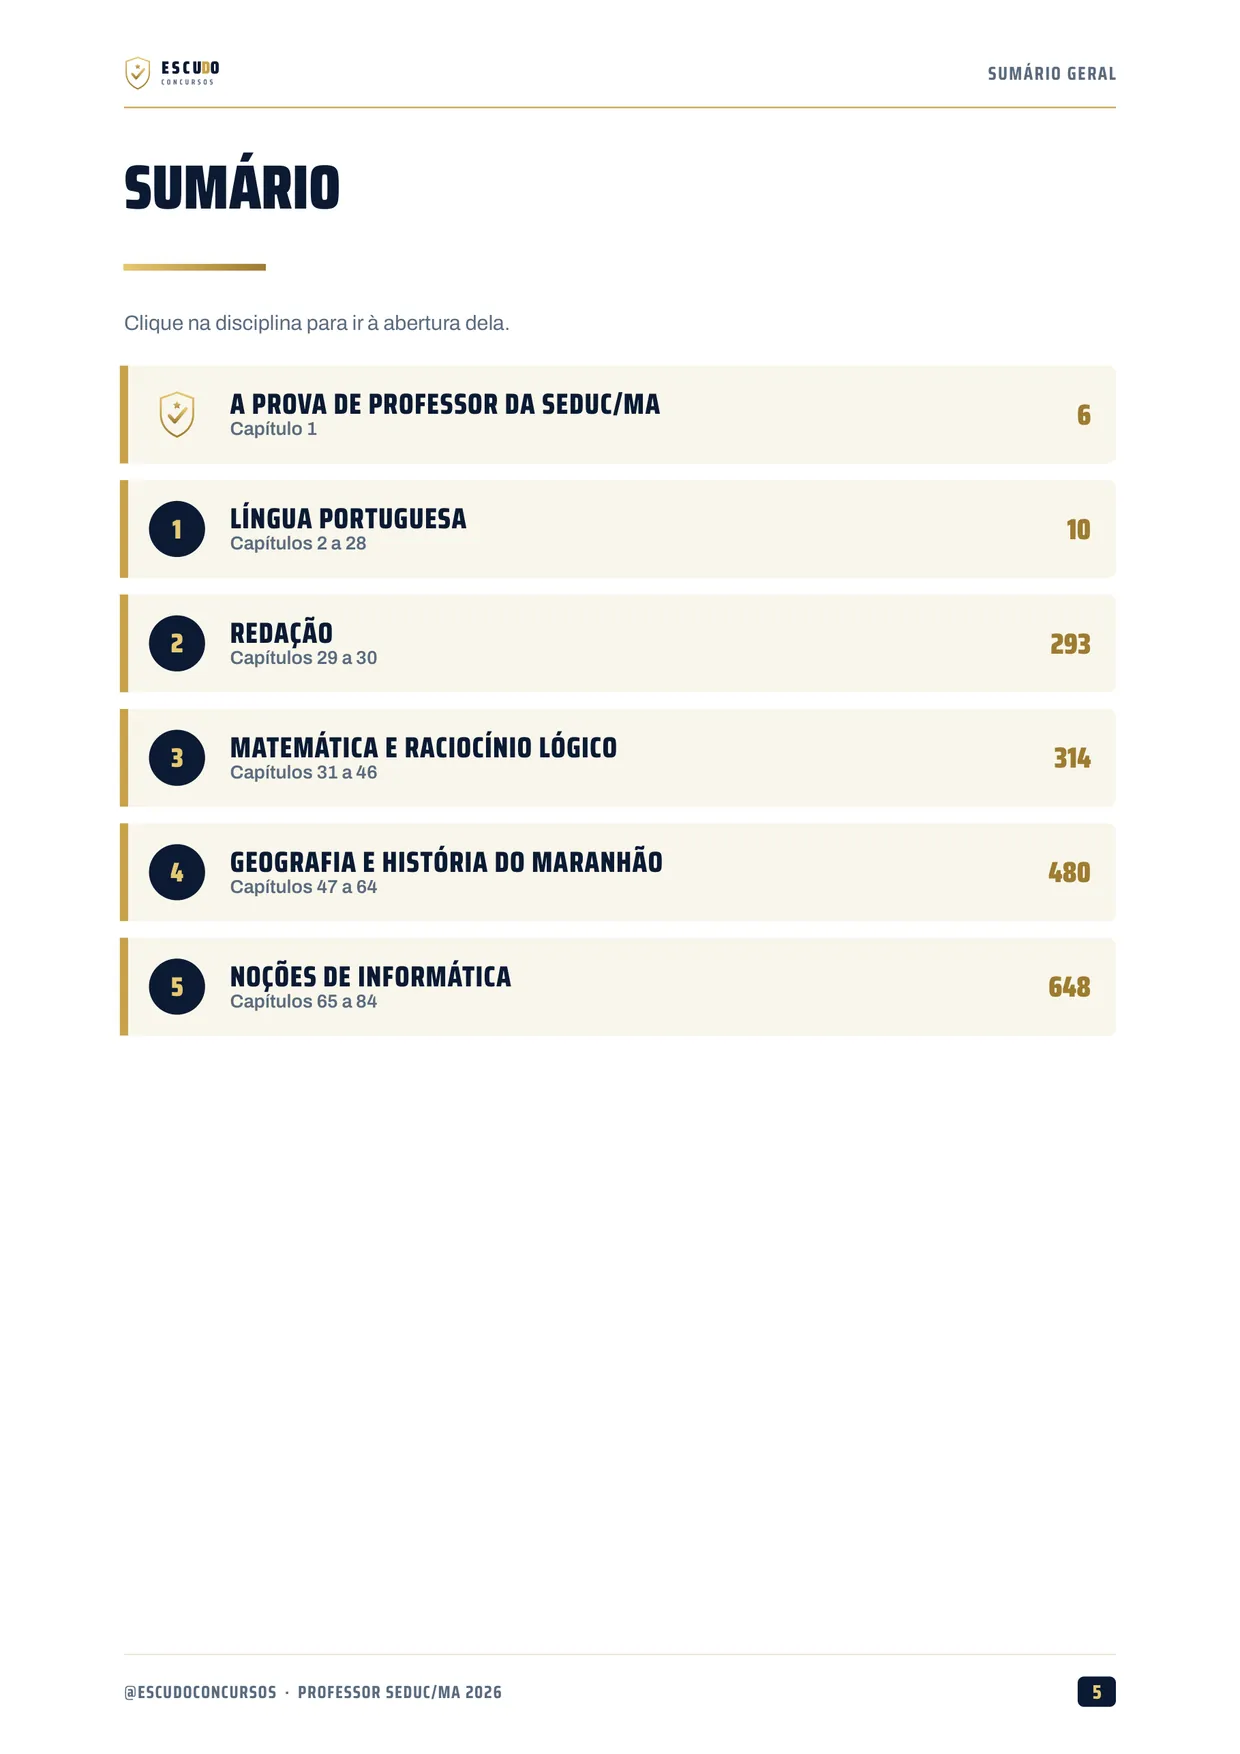 ESCUDO
CONCURSOS
SUMÁRIO GERAL
SUMÁRIO
Clique na disciplina para ir à abertura dela.
A PROVA DE PROFESSOR DA SEDUC/MA
Capítulo 1
6
1
LÍNGUA PORTUGUESA
Capítulos 2 a 28
10
2
REDAÇÃO
Capítulos 29 a 30
293
3
MATEMÁTICA E RACIOCÍNIO LÓGICO
Capítulos 31 a 46
314
4
GEOGRAFIA E HISTÓRIA DO MARANHÃO
Capítulos 47 a 64
480
5
NOÇÕES DE INFORMÁTICA
Capítulos 65 a 84
648
@ESCUDOCONCURSOS · PROFESSOR SEDUC/MA 2026
5